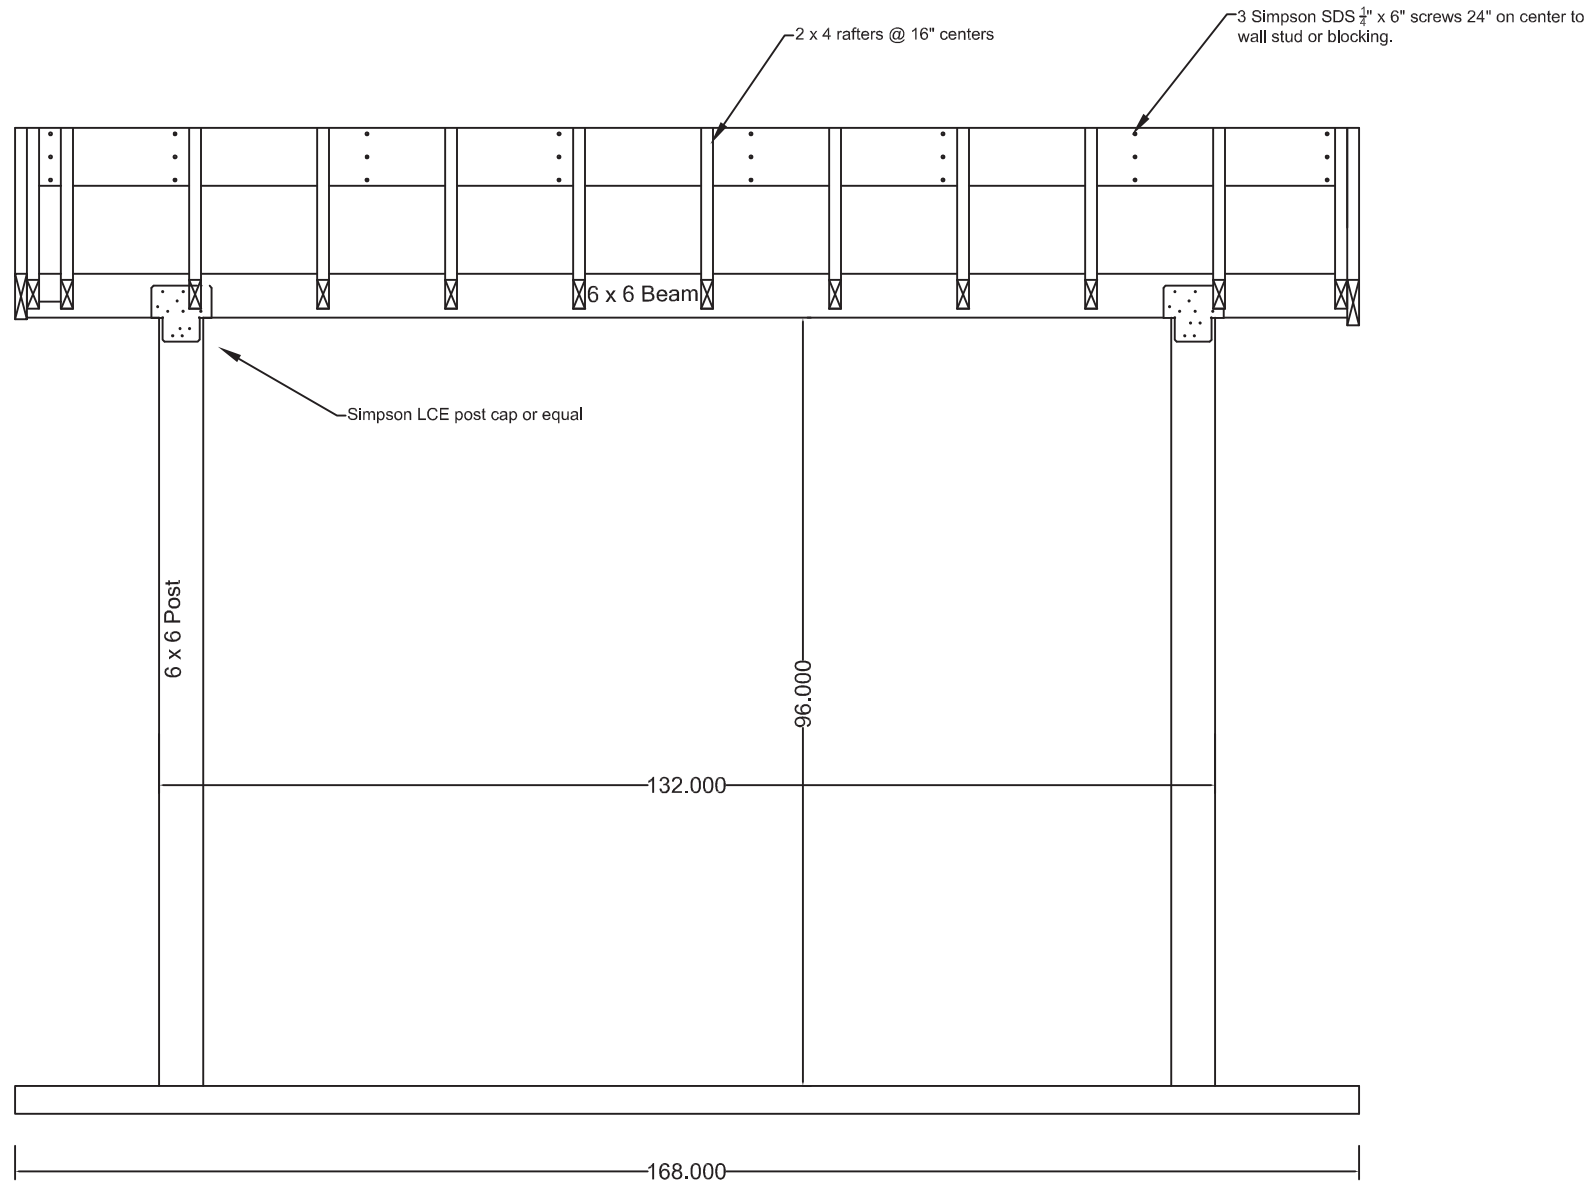 3 Simpson SDS 1/4" x 6" screws 24" on center to
wall stud or blocking.
2 x 4 rafters @ 16" centers
6 x 6 Beam
Simpson LCE post cap or equal
6 x 6 Post
96.000
132.000
168.000